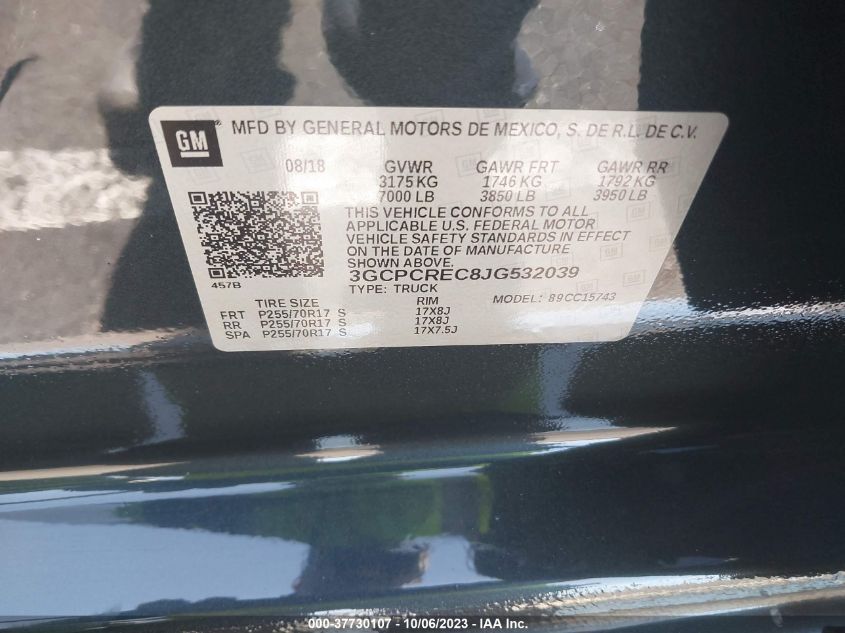 GM MFD BY GENERAL MOTORS DE MEXICO, S. DE R.L. DE C.V.
08/18 GVWR GAWR FRT GAWR RR
3175 KG 1746 KG 1792 KG
7000 LB 3850 LB 3950 LB
THIS VEHICLE CONFORMS TO ALL
APPLICABLE U.S. FEDERAL MOTOR
VEHICLE SAFETY STANDARDS IN EFFECT
ON THE DATE OF MANUFACTURE
SHOWN ABOVE.
457B 3GCPCREC8JG532039
TYPE: TRUCK MODEL: 89CC15743
TIRE SIZE RIM
FRT P255/70R17 S 17X8J
RR P255/70R17 S 17X8J
SPA P255/70R17 S 17X7.5J
000-37730107 - 10/06/2023 - IAA Inc.